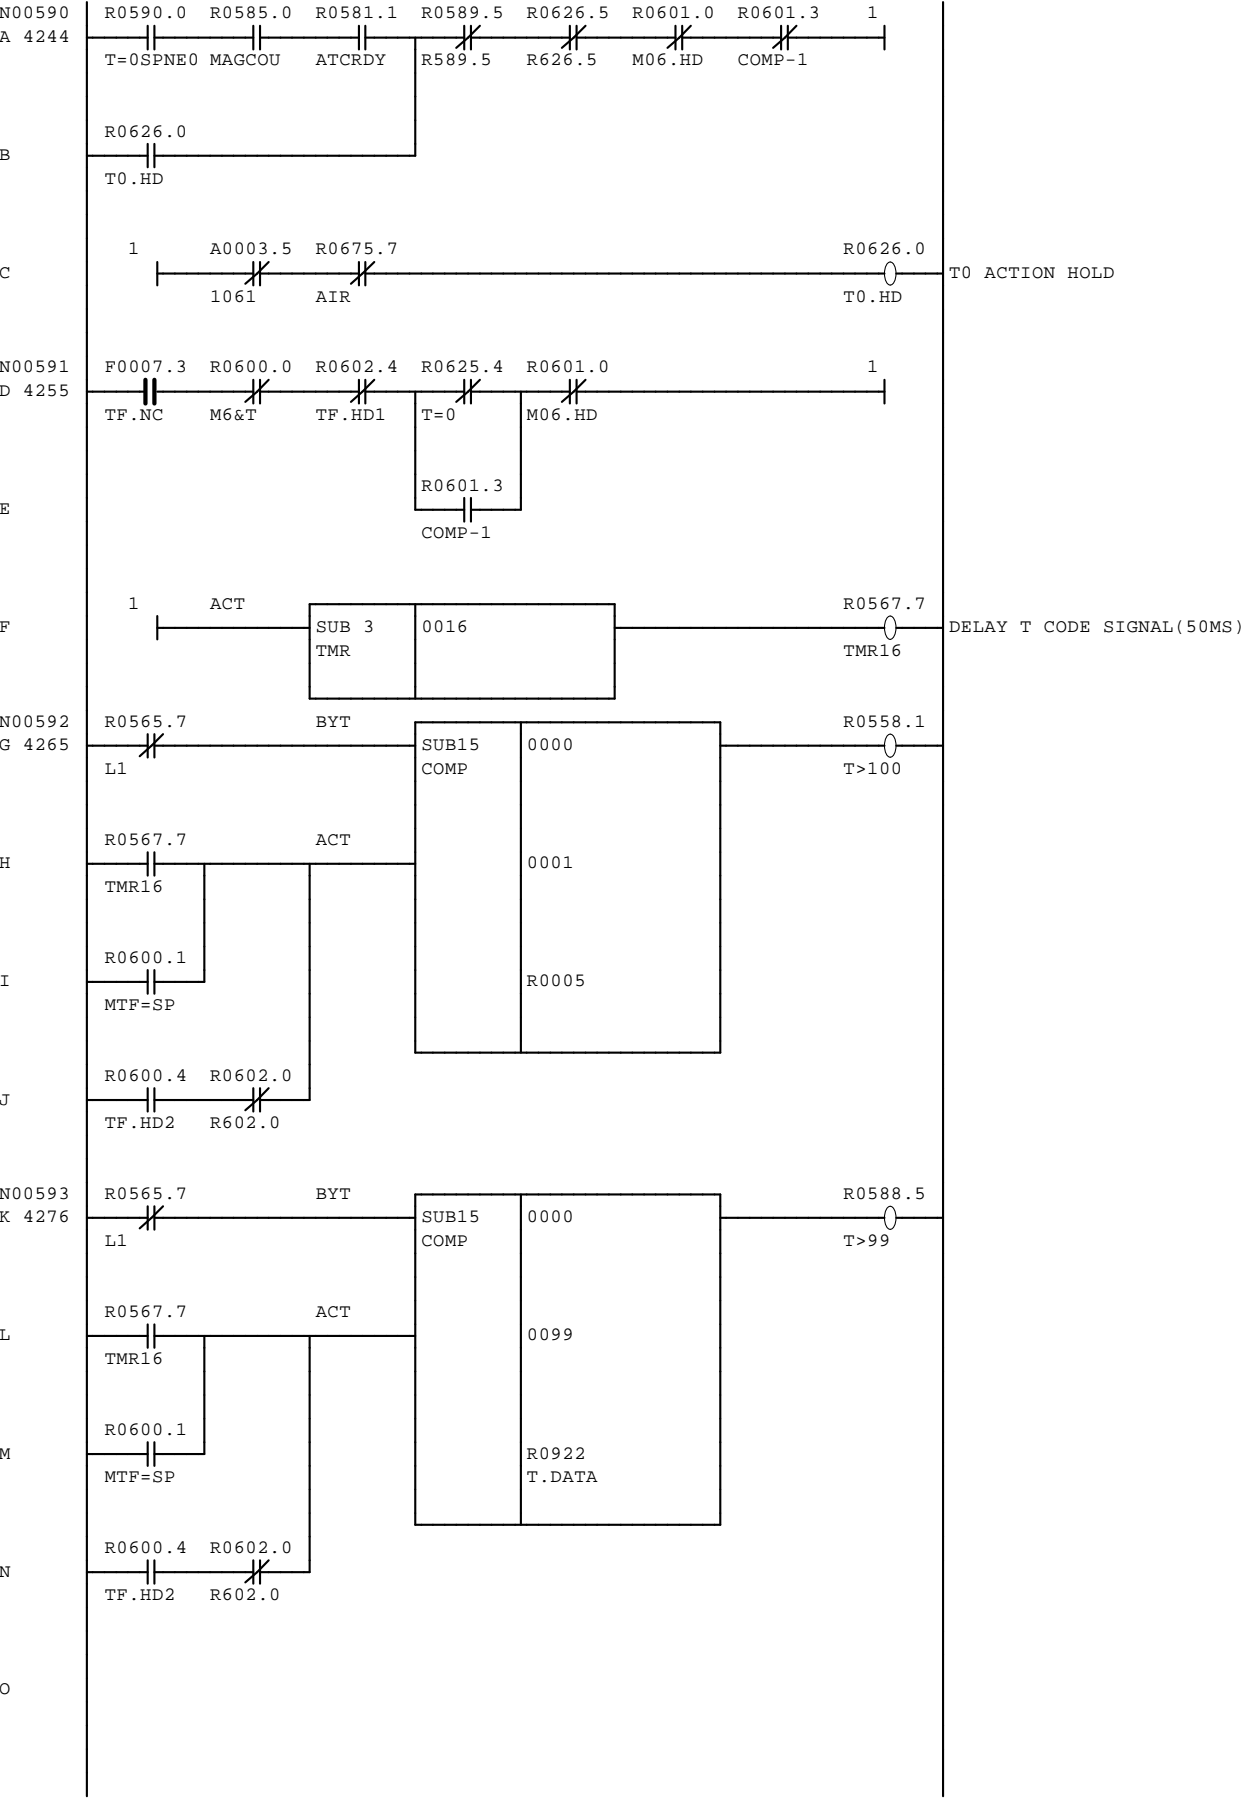 N00590 R0590.0 R0585.0 R0581.1 R0589.5 R0626.5 R0601.0 R0601.3 1
A 4244
T=0SPNE0 MAGCOU ATCRDY R589.5 R626.5 M06.HD COMP-1
R0626.0
B
T0.HD
1 A0003.5 R0675.7 R0626.0
C T0 ACTION HOLD
1061 AIR T0.HD
N00591 F0007.3 R0600.0 R0602.4 R0625.4 R0601.0 1
D 4255
TF.NC M6&T TF.HD1 T=0 M06.HD
R0601.3
E
COMP-1
1 ACT R0567.7
F SUB 3 0016 DELAY T CODE SIGNAL(50MS)
TMR TMR16
N00592 R0565.7 BYT R0558.1
G 4265 SUB15 0000
L1 COMP T>100
R0567.7 ACT
H 0001
TMR16
R0600.1
I R0005
MTF=SP
R0600.4 R0602.0
J
TF.HD2 R602.0
N00593 R0565.7 BYT R0588.5
K 4276 SUB15 0000
L1 COMP T>99
R0567.7 ACT
L 0099
TMR16
R0600.1
M R0922
MTF=SP T.DATA
R0600.4 R0602.0
N
TF.HD2 R602.0
O